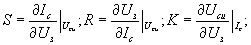 S = ∂I_c / ∂U_з |U_си ; R = ∂U_з / ∂I_c |U_си ; K = ∂U_си / ∂U_з |I_c ;